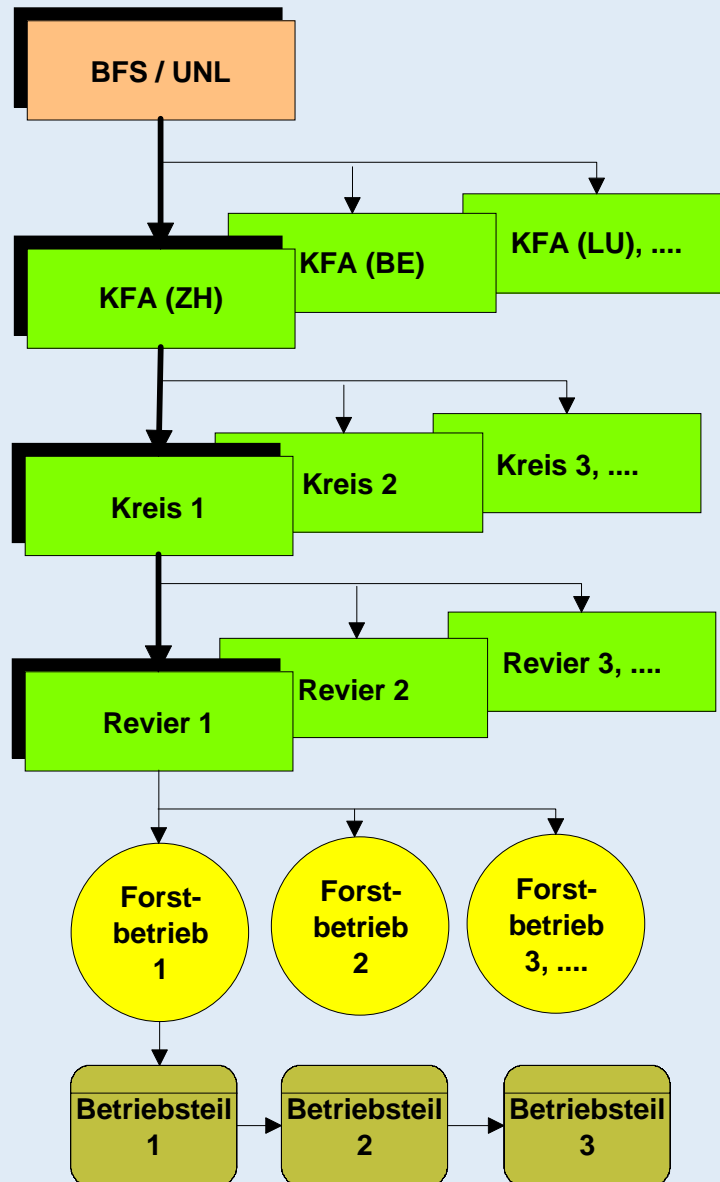 BFS / UNL
KFA (ZH)
KFA (BE)
KFA (LU), ....
Kreis 1
Kreis 2
Kreis 3, ....
Revier 1
Revier 2
Revier 3, ....
Forst-
betrieb
1
Forst-
betrieb
2
Forst-
betrieb
3, ....
Betriebsteil
1
Betriebsteil
2
Betriebsteil
3